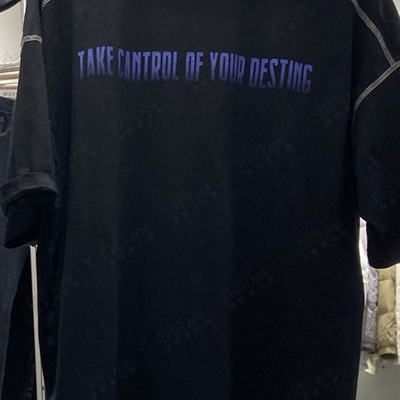 TAKE CANTROL OF YOUR DESTING